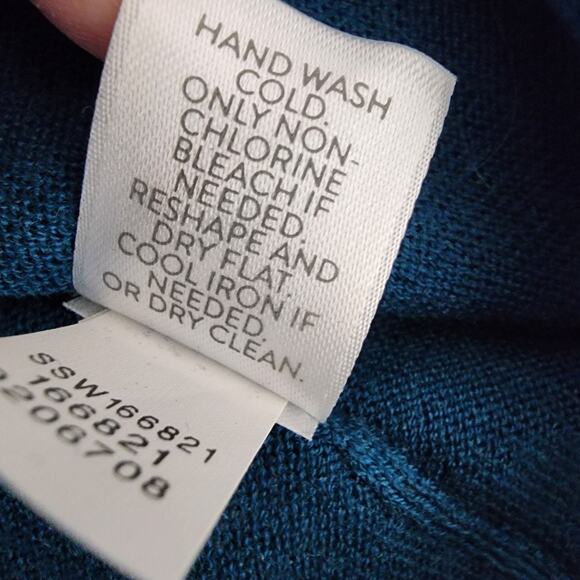 HAND WASH
COLD.
ONLY NON-
CHLORINE
BLEACH IF
NEEDED.
RESHAPE AND
DRY FLAT.
COOL IRON IF
NEEDED.
OR DRY CLEAN.
SSW166821
166821